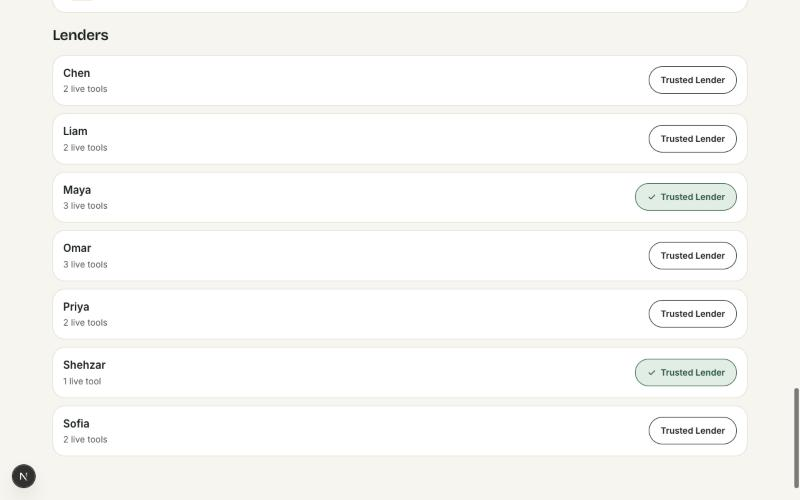 Lenders
Chen
2 live tools
Trusted Lender
Liam
2 live tools
Trusted Lender
Maya
3 live tools
✓ Trusted Lender
Omar
3 live tools
Trusted Lender
Priya
2 live tools
Trusted Lender
Shehzar
1 live tool
✓ Trusted Lender
Sofia
2 live tools
Trusted Lender
N